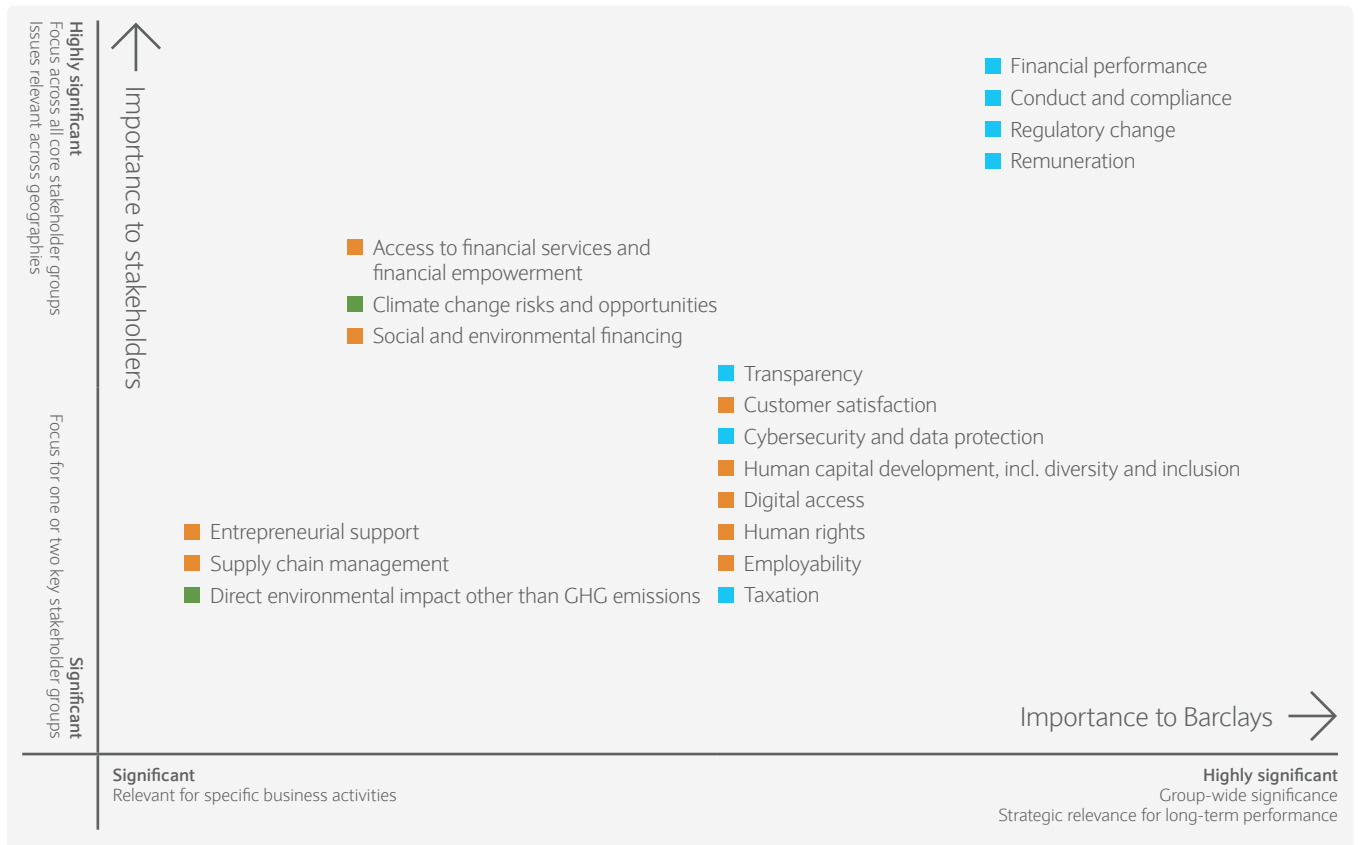 Highly significant
Focus across all core stakeholder groups
Issues relevant across geographies
Importance to stakeholders
Focus for one or two key stakeholder groups
Significant
Financial performance
Conduct and compliance
Regulatory change
Remuneration
Access to financial services and
financial empowerment
Climate change risks and opportunities
Social and environmental financing
Transparency
Customer satisfaction
Cybersecurity and data protection
Human capital development, incl. diversity and inclusion
Digital access
Human rights
Employability
Taxation
Entrepreneurial support
Supply chain management
Direct environmental impact other than GHG emissions
Importance to Barclays
Significant
Relevant for specific business activities
Highly significant
Group-wide significance
Strategic relevance for long-term performance